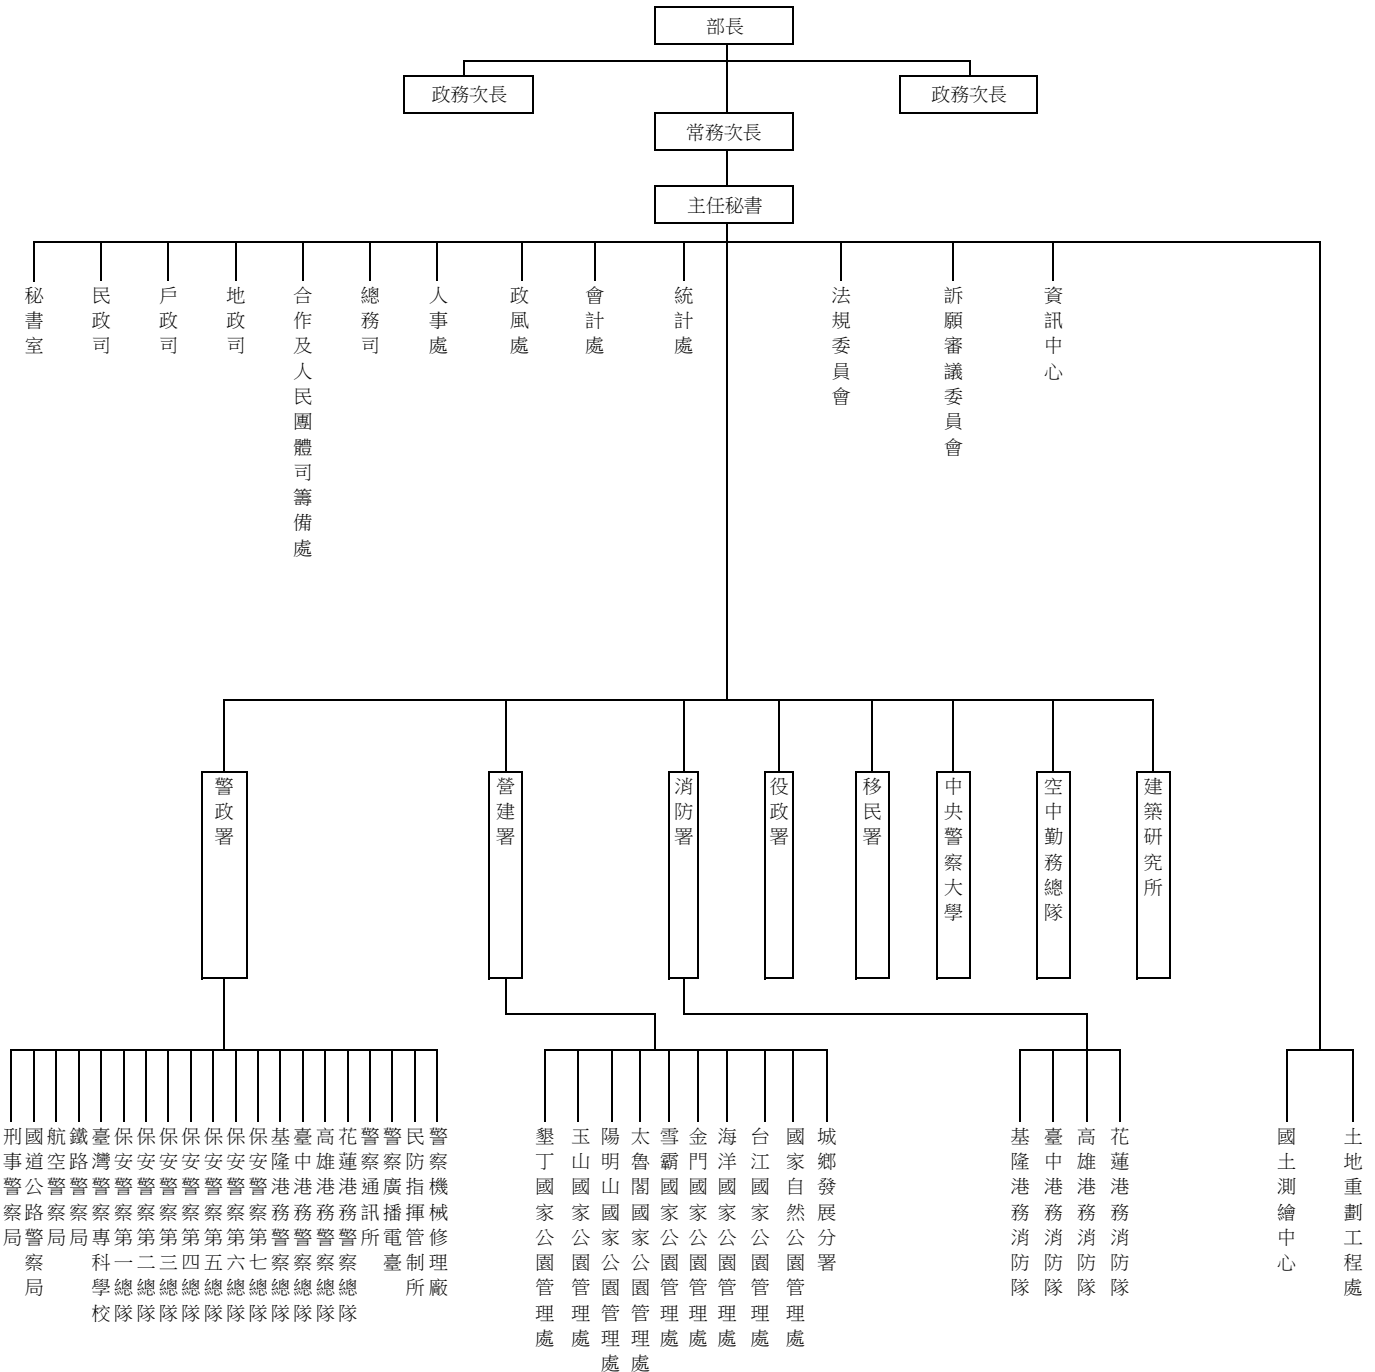 部長
政務次長
政務次長
常務次長
主任秘書
秘書室
民政司
戶政司
地政司
合作及人民團體司籌備處
總務司
人事處
政風處
會計處
統計處
法規委員會
訴願審議委員會
資訊中心
警政署
營建署
消防署
役政署
移民署
中央警察大學
空中勤務總隊
建築研究所
刑事警察局
國道公路警察局
航空警察局
鐵路警察局
臺灣警察專科學校
保安警察第一總隊
保安警察第二總隊
保安警察第三總隊
保安警察第四總隊
保安警察第五總隊
保安警察第六總隊
保安警察第七總隊
基隆港務警察總隊
臺中港務警察總隊
高雄港務警察總隊
花蓮港務警察總隊
警察通訊所
警察廣播電臺
民防指揮管制所
警察機械修理廠
墾丁國家公園管理處
玉山國家公園管理處
陽明山國家公園管理處
太魯閣國家公園管理處
雪霸國家公園管理處
金門國家公園管理處
海洋國家公園管理處
台江國家公園管理處
國家自然公園管理處
城鄉發展分署
基隆港務消防隊
臺中港務消防隊
高雄港務消防隊
花蓮港務消防隊
國土測繪中心
土地重劃工程處